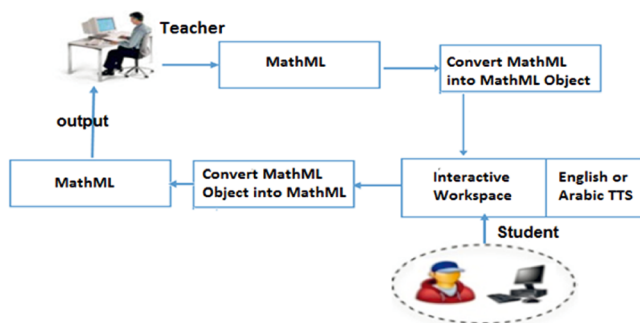 Teacher
MathML
Convert MathML
into MathML Object
output
MathML
Convert MathML
Object into MathML
Interactive
Workspace
English or
Arabic TTS
Student